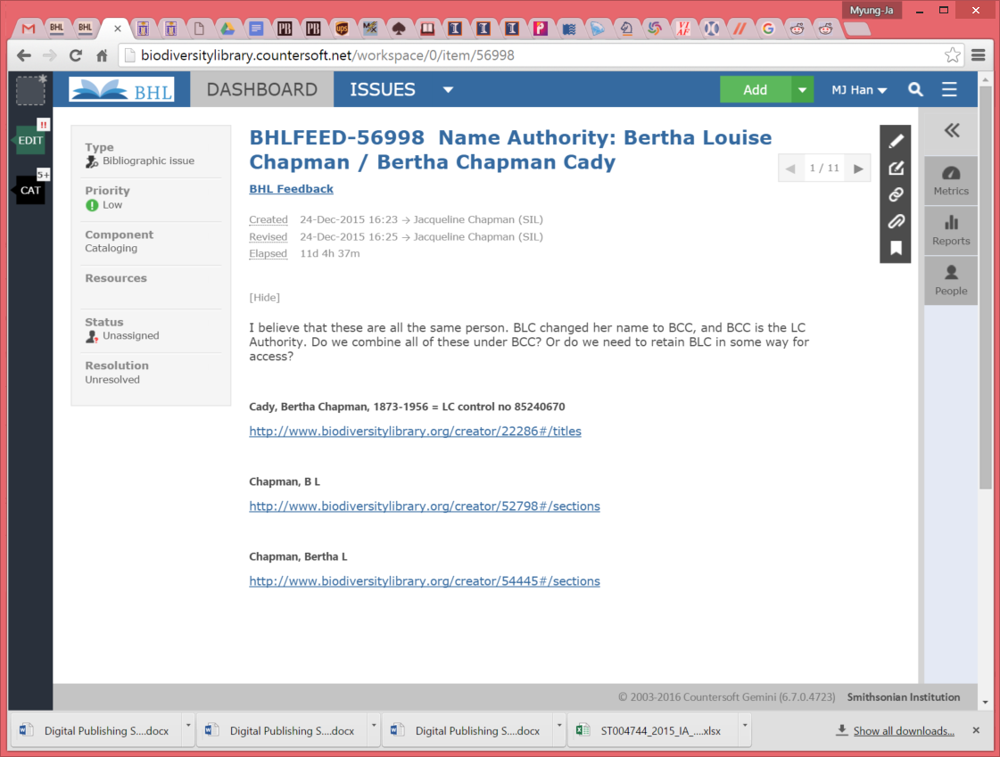 Myung-Ja
biodiversitylibrary.countersoft.net/workspace/0/item/56998
BHL
DASHBOARD
ISSUES
Add
MJ Han
!!
EDIT
5+
CAT
Type
Bibliographic issue
Priority
Low
Component
Cataloging
Resources
Status
Unassigned
Resolution
Unresolved
BHLFEED-56998 Name Authority: Bertha Louise
Chapman / Bertha Chapman Cady
BHL Feedback
1 / 11
Created 24-Dec-2015 16:23 → Jacqueline Chapman (SIL)
Revised 24-Dec-2015 16:25 → Jacqueline Chapman (SIL)
Elapsed 11d 4h 37m
[Hide]
I believe that these are all the same person. BLC changed her name to BCC, and BCC is the LC
Authority. Do we combine all of these under BCC? Or do we need to retain BLC in some way for
access?
Cady, Bertha Chapman, 1873-1956 = LC control no 85240670
http://www.biodiversitylibrary.org/creator/22286#/titles
Chapman, B L
http://www.biodiversitylibrary.org/creator/52798#/sections
Chapman, Bertha L
http://www.biodiversitylibrary.org/creator/54445#/sections
Metrics
Reports
People
© 2003-2016 Countersoft Gemini (6.7.0.4723) Smithsonian Institution
Digital Publishing S....docx
Digital Publishing S....docx
Digital Publishing S....docx
ST004744_2015_IA_....xlsx
Show all downloads...